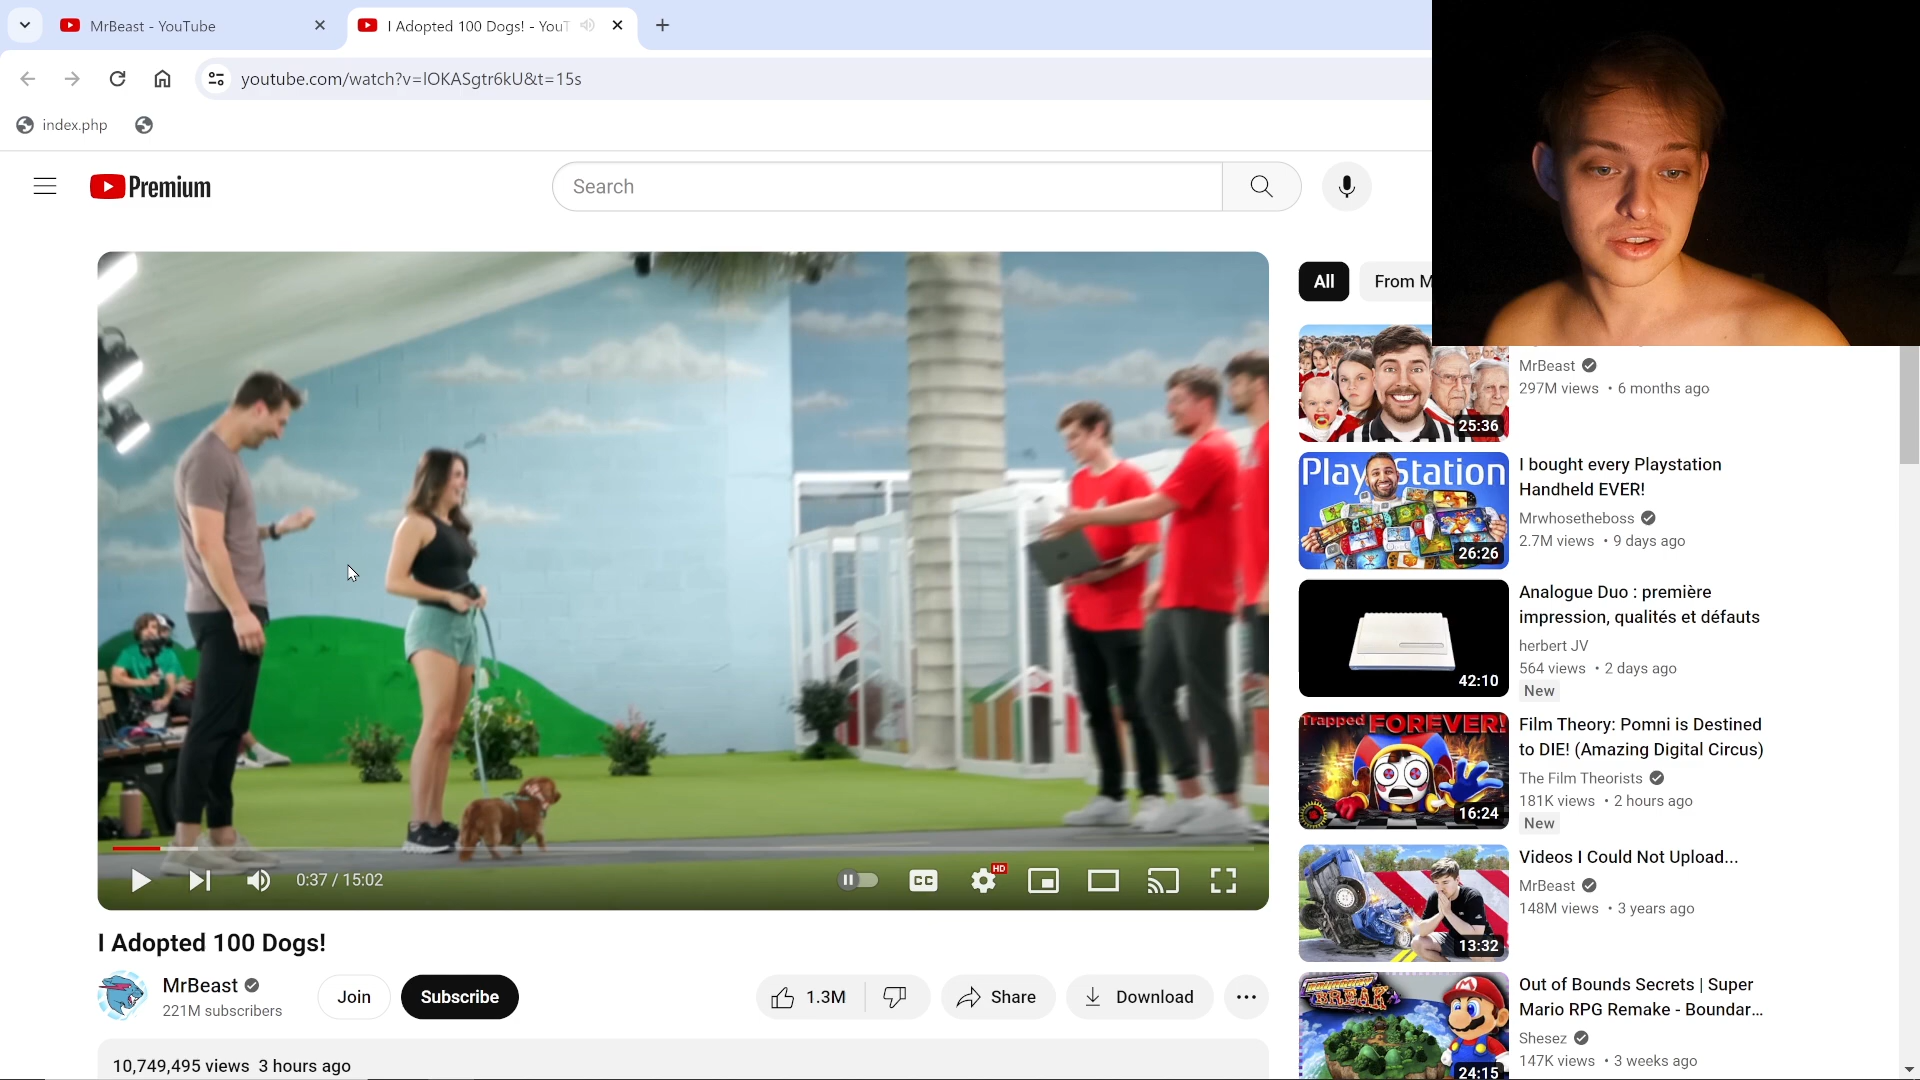 MrBeast - YouTube
I Adopted 100 Dogs! - YouT
youtube.com/watch?v=lOKASgtr6kU&t=15s
index.php
Premium
Search
All
From M
25:36
MrBeast
297M views • 6 months ago
PlayStation
26:26
I bought every Playstation
Handheld EVER!
Mrwhosetheboss
2.7M views • 9 days ago
42:10
Analogue Duo : première
impression, qualités et défauts
herbert JV
564 views • 2 days ago
New
Trapped FOREVER!
16:24
Film Theory: Pomni is Destined
to DIE! (Amazing Digital Circus)
The Film Theorists
181K views • 2 hours ago
New
13:32
Videos I Could Not Upload...
MrBeast
148M views • 3 years ago
BREAK
24:15
Out of Bounds Secrets | Super
Mario RPG Remake - Boundar...
Shesez
147K views • 3 weeks ago
0:37 / 15:02
CC
HD
I Adopted 100 Dogs!
MrBeast
221M subscribers
Join
Subscribe
1.3M
Share
Download
10,749,495 views 3 hours ago